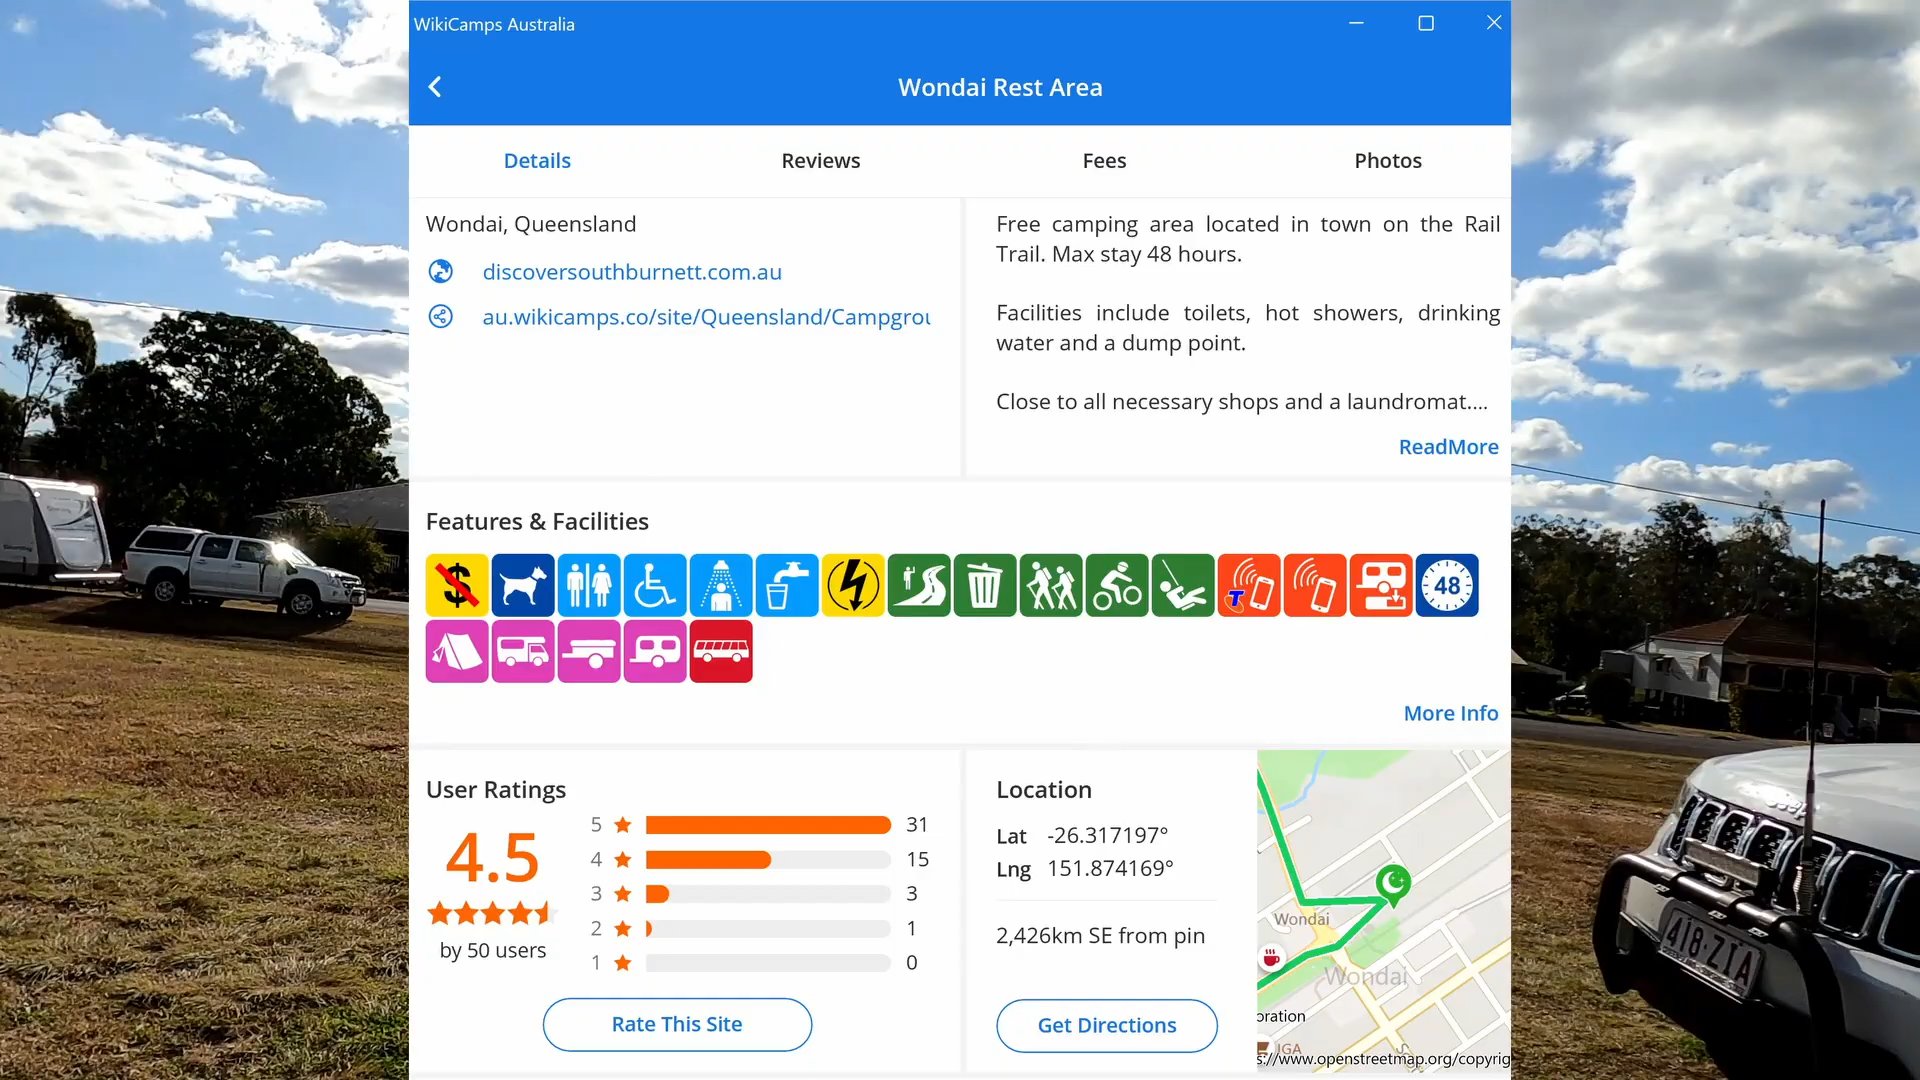 WikiCamps Australia
Wondai Rest Area
Details
Reviews
Fees
Photos
Wondai, Queensland
discoversouthburnett.com.au
au.wikicamps.co/site/Queensland/Campgrou
Free camping area located in town on the Rail
Trail. Max stay 48 hours.
Facilities include toilets, hot showers, drinking
water and a dump point.
Close to all necessary shops and a laundromat....
ReadMore
Features & Facilities
$
T
48
More Info
User Ratings
4.5
by 50 users
5 31
4 15
3 3
2 1
1 0
Rate This Site
Location
Lat -26.317197°
Lng 151.874169°
2,426km SE from pin
Get Directions
Wondai
Wondai
oration
IGA
s://www.openstreetmap.org/copyrig
Jeep
418·ZIA